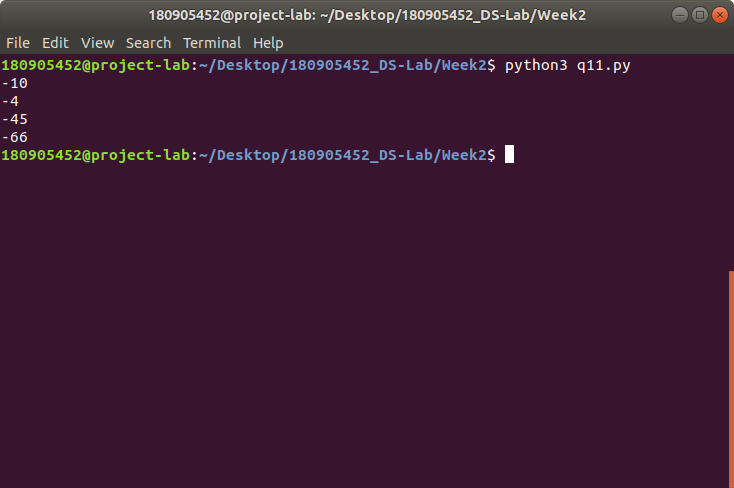 180905452@project-lab: ~/Desktop/180905452_DS-Lab/Week2
File Edit View Search Terminal Help
180905452@project-lab:~/Desktop/180905452_DS-Lab/Week2$ python3 q11.py
-10
-4
-45
-66
180905452@project-lab:~/Desktop/180905452_DS-Lab/Week2$